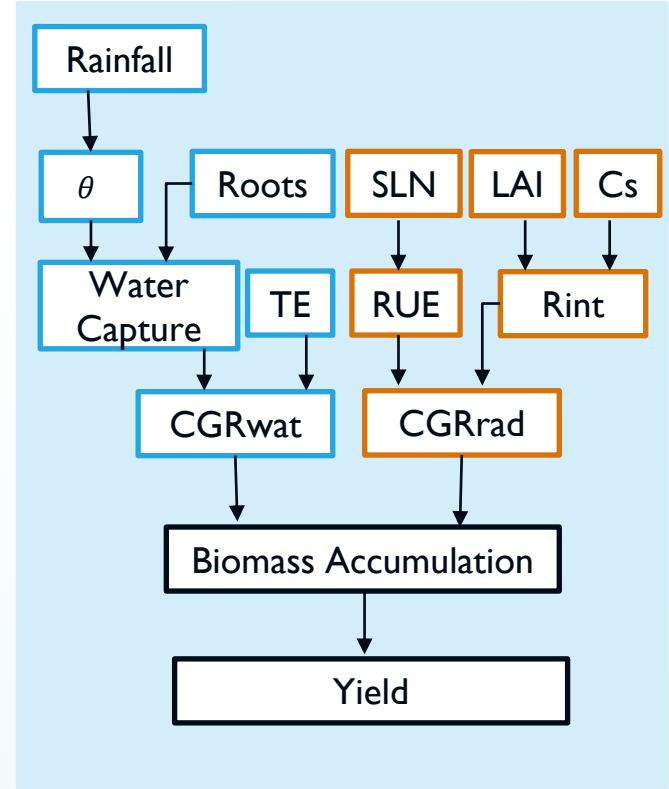 Rainfall
θ
Roots
SLN
LAI
Cs
Water
Capture
TE
RUE
Rint
CGRwat
CGRrad
Biomass Accumulation
Yield